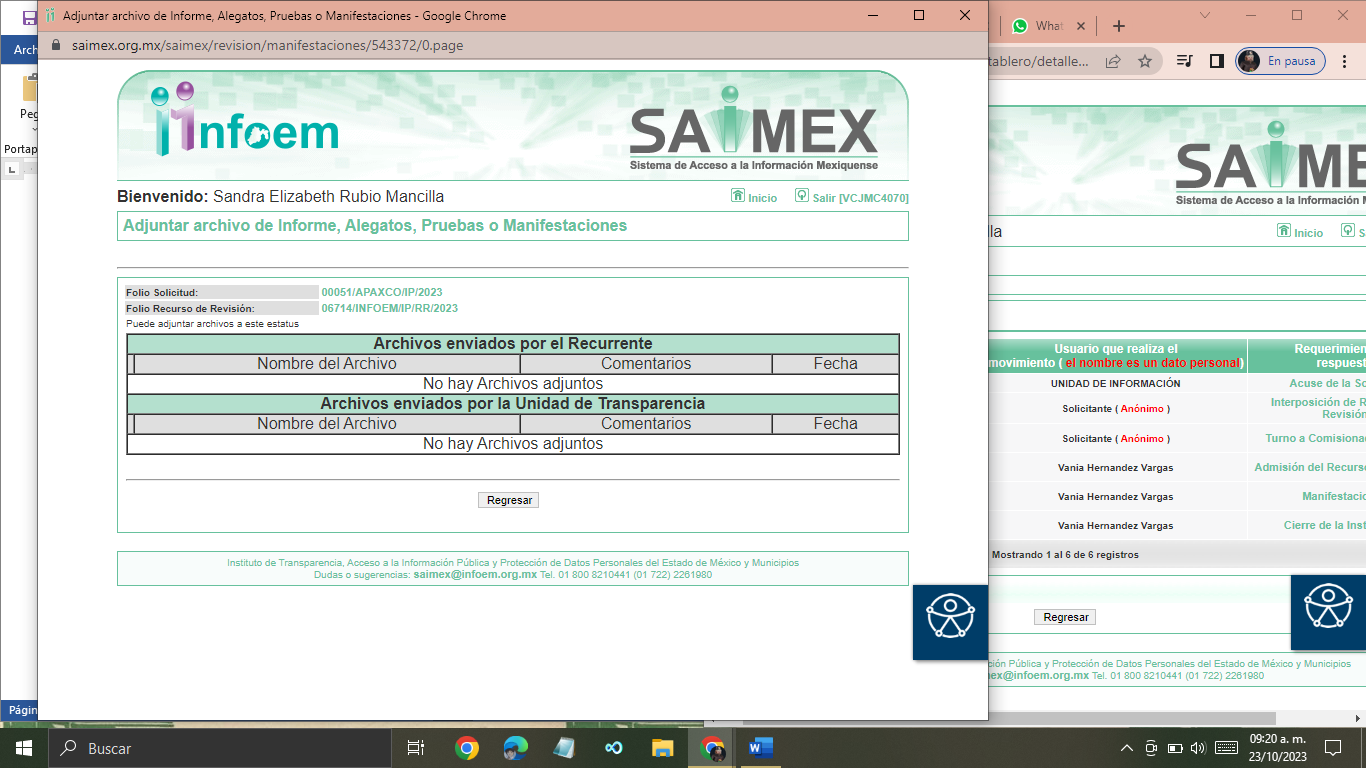 Adjuntar archivo de Informe, Alegatos, Pruebas o Manifestaciones - Google Chrome
saimex.org.mx/saimex/revision/manifestaciones/543372/0.page
infoem
SAIMEX
Sistema de Acceso a la Información Mexiquense
Bienvenido: Sandra Elizabeth Rubio Mancilla
Inicio
Salir [VCJMC4070]
Adjuntar archivo de Informe, Alegatos, Pruebas o Manifestaciones
Folio Solicitud: 00051/APAXCO/IP/2023
Folio Recurso de Revisión: 06714/INFOEM/IP/RR/2023
Puede adjuntar archivos a este estatus
Archivos enviados por el Recurrente
Nombre del Archivo Comentarios Fecha
No hay Archivos adjuntos
Archivos enviados por la Unidad de Transparencia
Nombre del Archivo Comentarios Fecha
No hay Archivos adjuntos
Regresar
Instituto de Transparencia, Acceso a la Información Pública y Protección de Datos Personales del Estado de México y Municipios
Dudas o sugerencias: saimex@infoem.org.mx Tel. 01 800 8210441 (01 722) 2261980
Arch
Peg
Portap
Págin
What
tablero/detalle...
En pausa
SAIME
Sistema de Acceso a la Información M
lla
Inicio
S
Usuario que realiza el
movimiento ( el nombre es un dato personal)
Requerimien
respuest
UNIDAD DE INFORMACIÓN
Acuse de la So
Solicitante ( Anónimo )
Interposición de R
Revisión
Solicitante ( Anónimo )
Turno a Comisionad
Vania Hernandez Vargas
Admisión del Recurso
Vania Hernandez Vargas
Manifestacio
Vania Hernandez Vargas
Cierre de la Inst
Mostrando 1 al 6 de 6 registros
Regresar
ción Pública y Protección de Datos Personales del Estado de México y Municipios
nex@infoem.org.mx Tel. 01 800 8210441 (01 722) 2261980
Buscar
09:20 a. m.
23/10/2023